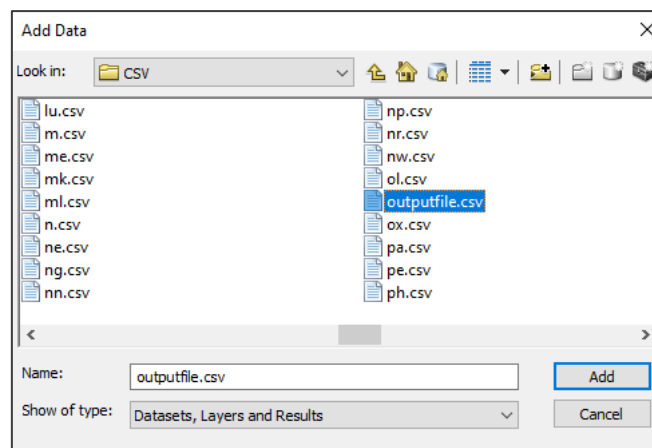 Add Data
Look in: CSV
lu.csv
m.csv
me.csv
mk.csv
ml.csv
n.csv
ne.csv
ng.csv
nn.csv
np.csv
nr.csv
nw.csv
ol.csv
outputfile.csv
ox.csv
pa.csv
pe.csv
ph.csv
Name: outputfile.csv
Add
Show of type: Datasets, Layers and Results
Cancel